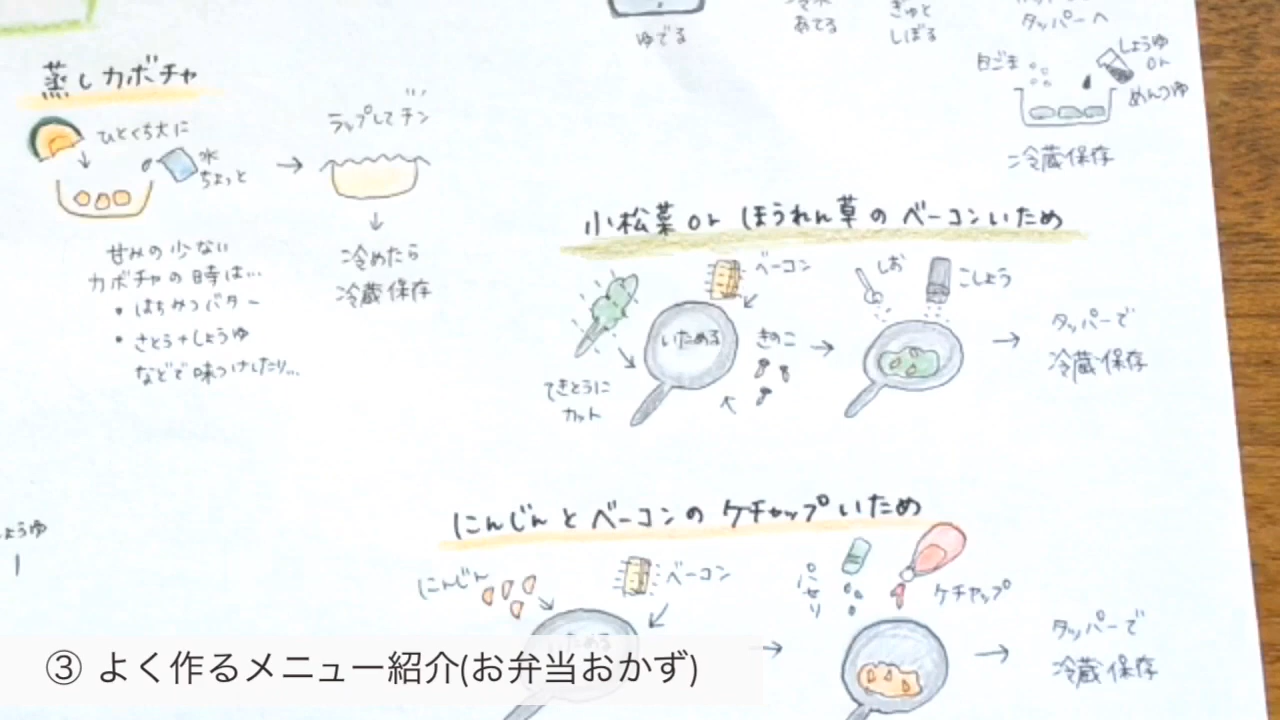 ゆでる
あてる
ぎゅと
しぼる
タッパーへ
白ごま
しょうゆ
or
めんつゆ
冷蔵保存
蒸しカボチャ
ひとくち大に
水
ちょっと
ラップしてチン
冷めたら
冷蔵保存
甘みの少ない
カボチャの時は…
・はちみつバター
・さとう+しょうゆ
などで味つけしたり…
小松菜 or ほうれん草のベーコンいため
ベーコン
てきとうに
カット
いためる
きのこ
しお
こしょう
タッパーで
冷蔵保存
にんじんとベーコンのケチャップいため
にんじん
ベーコン
いためる
ぱせり
ケチャップ
タッパーで
冷蔵保存
③ よく作るメニュー紹介(お弁当おかず)